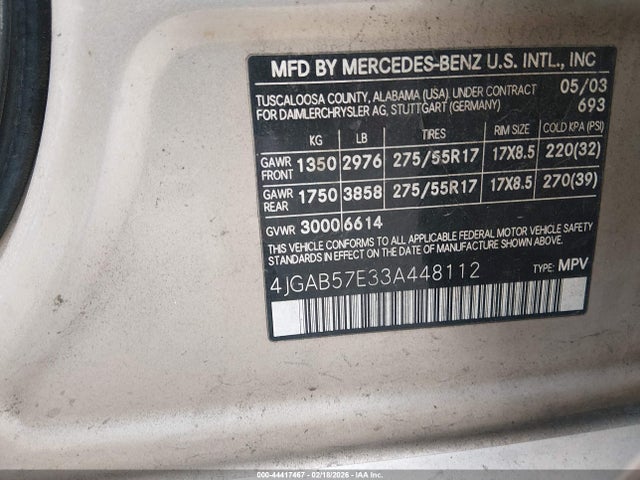 MFD BY MERCEDES-BENZ U.S. INTL., INC
TUSCALOOSA COUNTY, ALABAMA (USA) UNDER CONTRACT 05/03
FOR DAIMLERCHRYSLER AG, STUTTGART (GERMANY) 693
KG LB TIRES RIM SIZE COLD KPA (PSI)
GAWR FRONT 1350 2976 275/55R17 17X8.5 220(32)
GAWR REAR 1750 3858 275/55R17 17X8.5 270(39)
GVWR 3000 6614
THIS VEHICLE CONFORMS TO ALL APPLICABLE FEDERAL MOTOR VEHICLE SAFETY
STANDARDS IN EFFECT ON THE DATE OF MANUFACTURE SHOWN ABOVE
4JGAB57E33A448112 TYPE: MPV
000-44417467 - 02/18/2026 - IAA Inc.